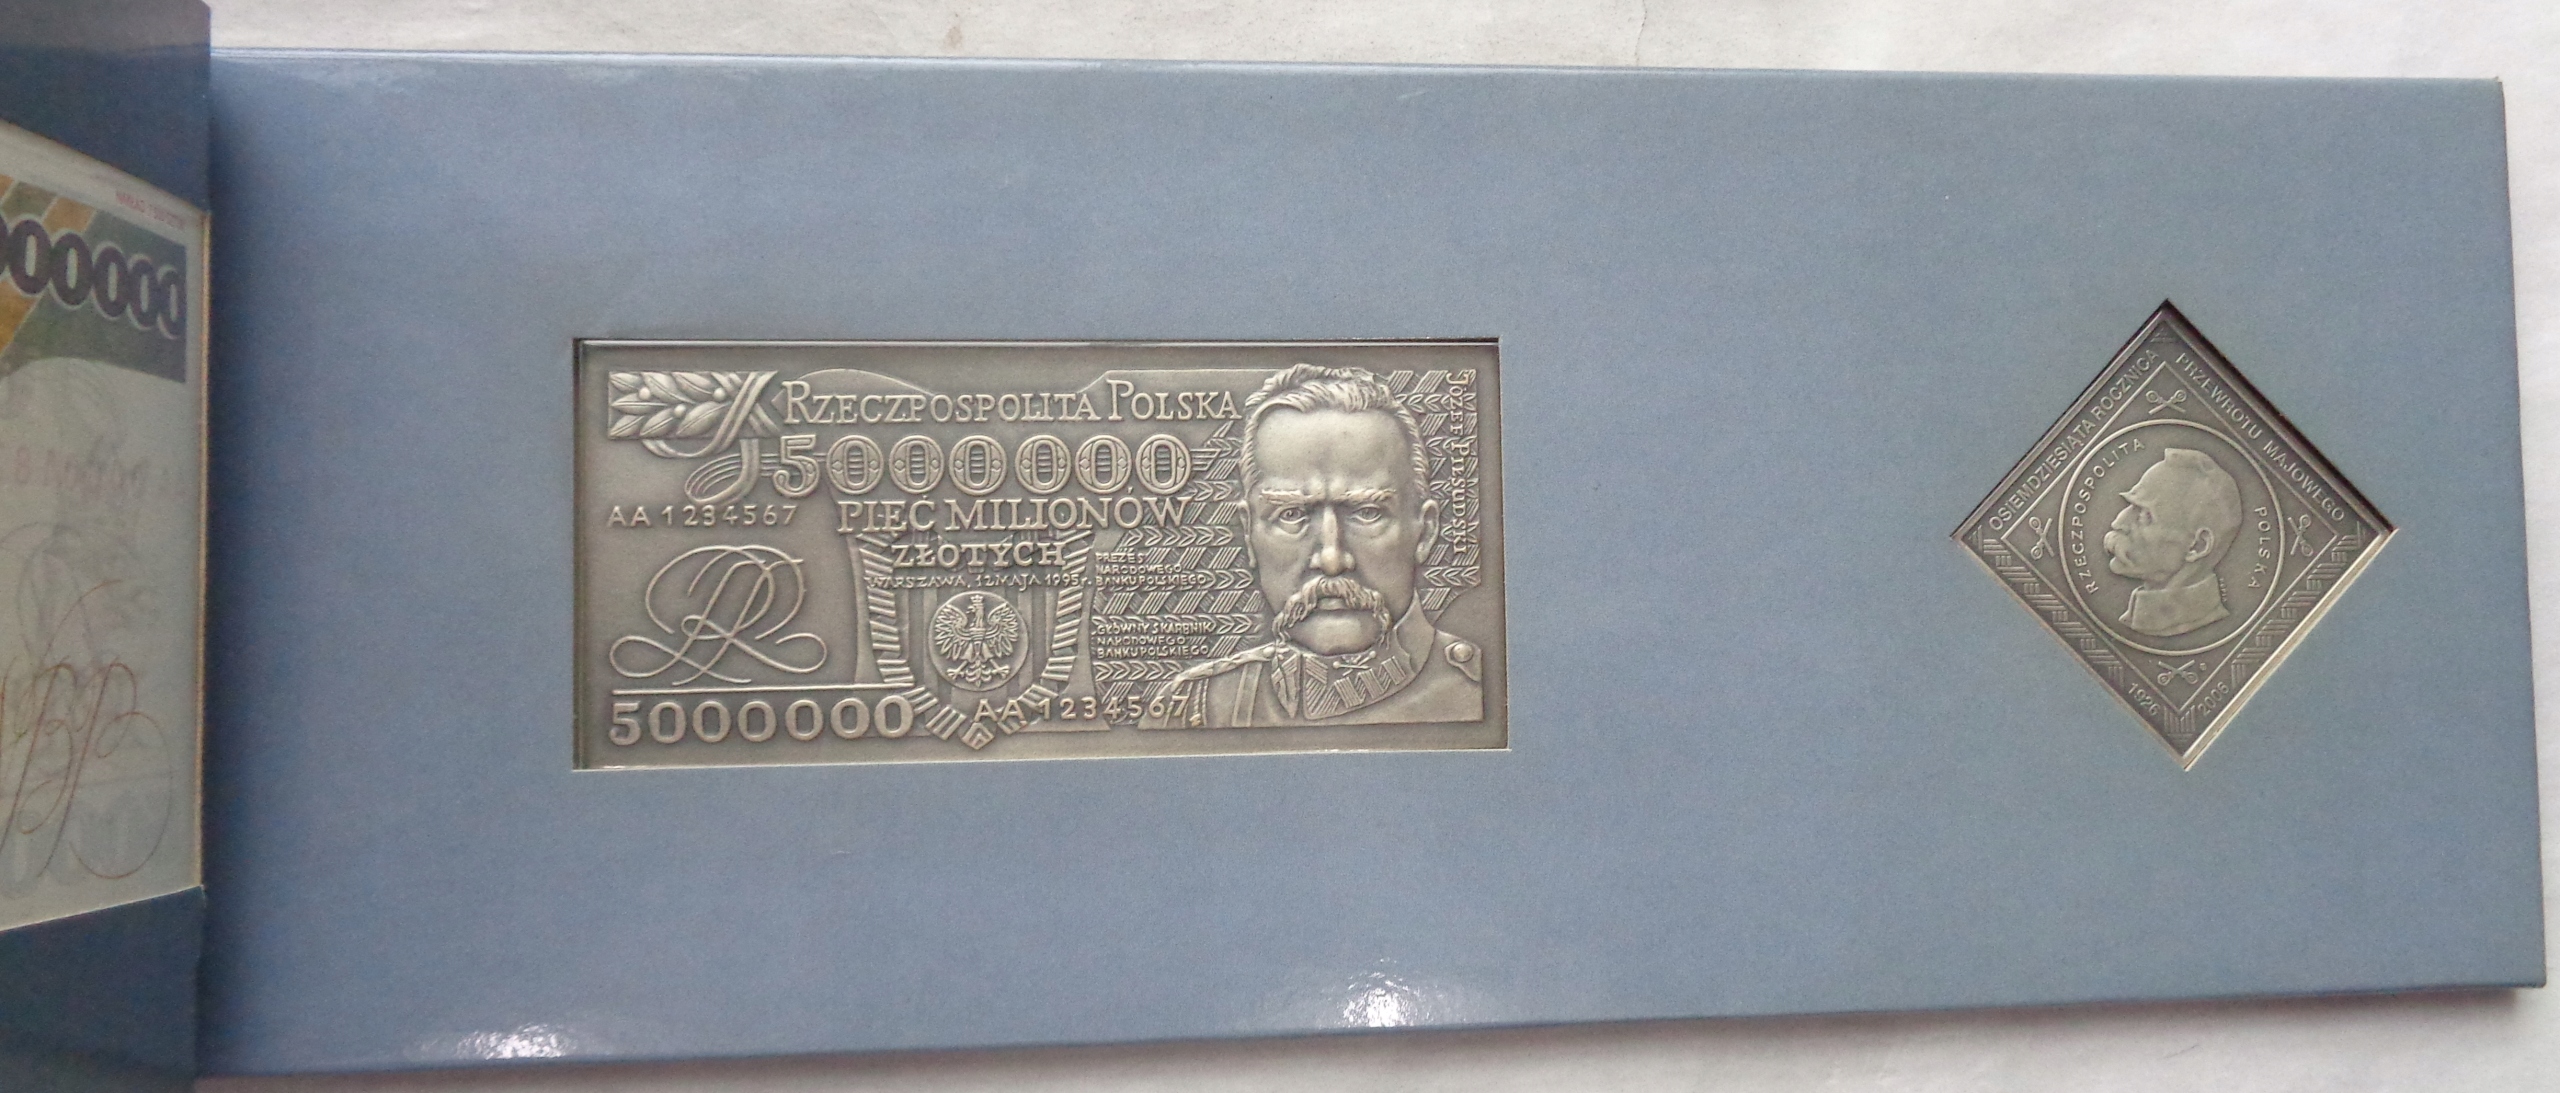 000000
RZECZPOSPOLITA POLSKA
5000000
PIĘĆ MILIONÓW
ZŁOTYCH
WARSZAWA, 12 MAJA 1995 r.
AA 1234567
PREZES
NARODOWEGO
BANKU POLSKIEGO
GŁÓWNY SKARBNIK
NARODOWEGO
BANKU POLSKIEGO
5000000
AA 1234567
JÓZEF PIŁSUDSKI
OSIEMDZIESIĄTA ROCZNICA
PRZEWROTU MAJOWEGO
RZECZPOSPOLITA
POLSKA
1926
2006